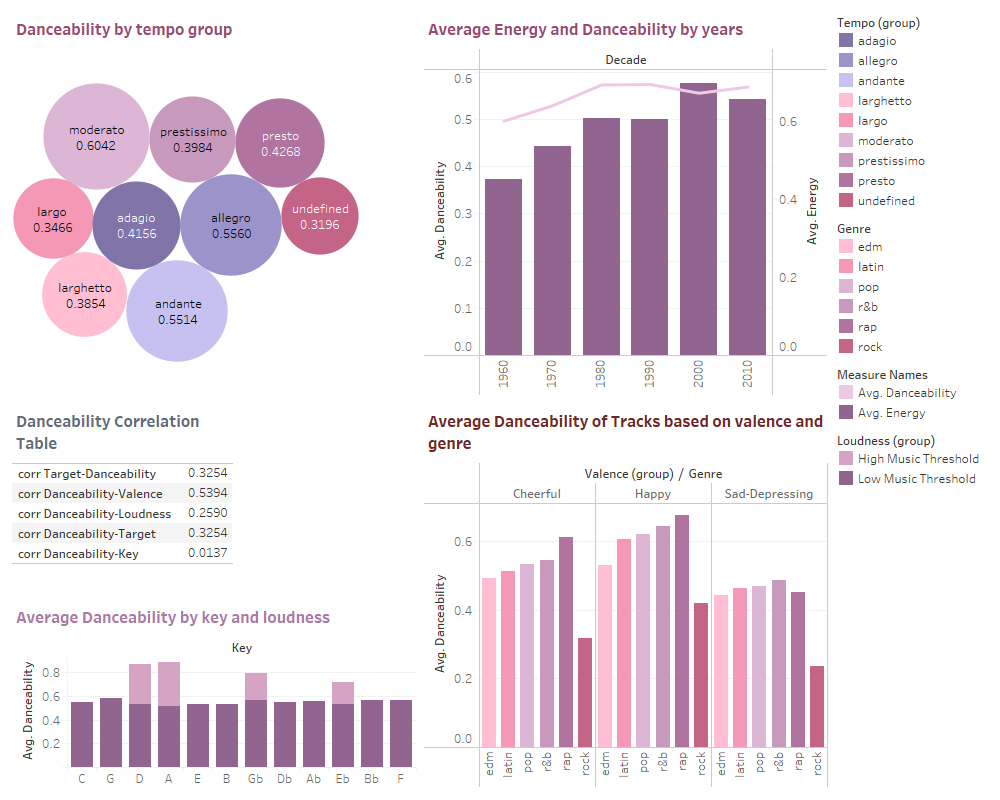 Danceability by tempo group
moderato
0.6042
prestissimo
0.3984
presto
0.4268
largo
0.3466
adagio
0.4156
allegro
0.5560
undefined
0.3196
larghetto
0.3854
andante
0.5514
Average Energy and Danceability by years
Decade
Avg. Danceability
0.6
0.5
0.4
0.3
0.2
0.1
0.0
Avg. Energy
0.6
0.4
0.2
0.0
1960
1970
1980
1990
2000
2010
Tempo (group)
adagio
allegro
andante
larghetto
largo
moderato
prestissimo
presto
undefined
Genre
edm
latin
pop
r&b
rap
rock
Measure Names
Avg. Danceability
Avg. Energy
Loudness (group)
High Music Threshold
Low Music Threshold
Danceability Correlation
Table
corr Target-Danceability 0.3254
corr Danceability-Valence 0.5394
corr Danceability-Loudness 0.2590
corr Danceability-Target 0.3254
corr Danceability-Key 0.0137
Average Danceability by key and loudness
Key
Avg. Danceability
0.8
0.6
0.4
0.2
C G D A E B Gb Db Ab Eb Bb F
Average Danceability of Tracks based on valence and
genre
Valence (group) / Genre
Cheerful Happy Sad-Depressing
Avg. Danceability
0.6
0.4
0.2
0.0
edm
latin
pop
r&b
rap
rock
edm
latin
pop
r&b
rap
rock
edm
latin
pop
r&b
rap
rock